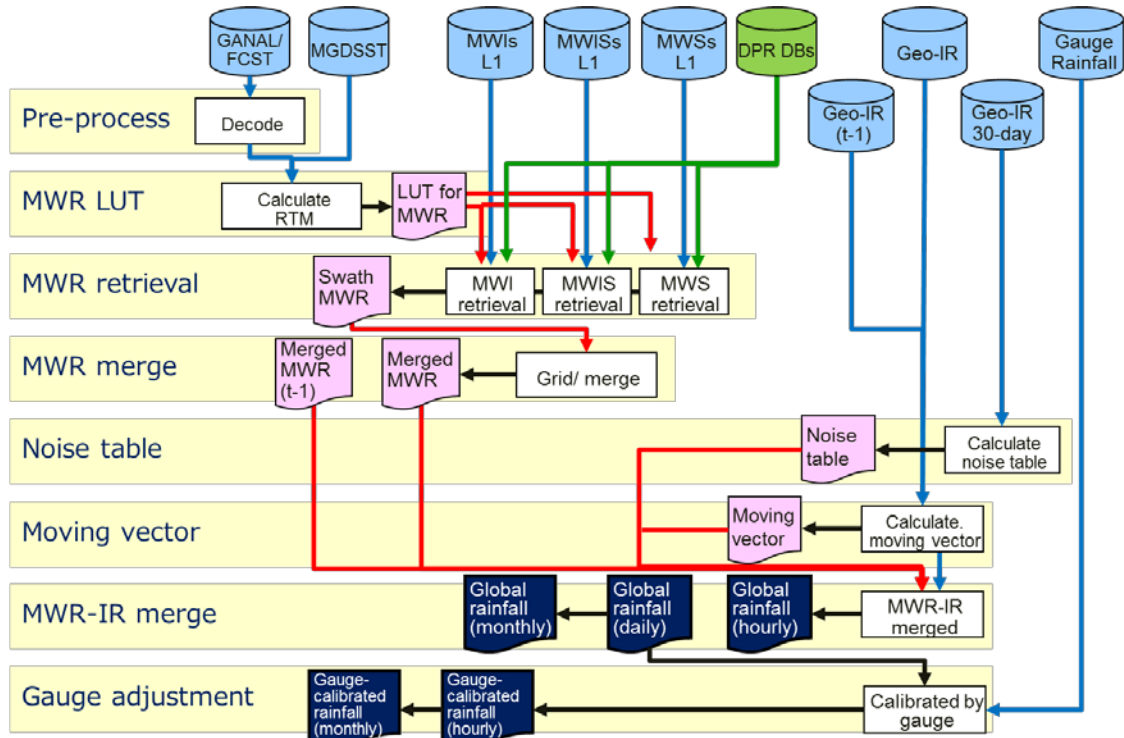 GANAL/
FCST
MGDSST
MWIs
L1
MWISs
L1
MWSs
L1
DPR DBs
Geo-IR
Gauge
Rainfall
Geo-IR
(t-1)
Geo-IR
30-day
Pre-process
Decode
MWR LUT
Calculate
RTM
LUT for
MWR
MWR retrieval
Swath
MWR
MWI
retrieval
MWIS
retrieval
MWS
retrieval
MWR merge
Merged
MWR
(t-1)
Merged
MWR
Grid/ merge
Noise table
Noise
table
Calculate
noise table
Moving vector
Moving
vector
Calculate.
moving vector
MWR-IR merge
Global
rainfall
(monthly)
Global
rainfall
(daily)
Global
rainfall
(hourly)
MWR-IR
merged
Gauge adjustment
Gauge-
calibrated
rainfall
(monthly)
Gauge-
calibrated
rainfall
(hourly)
Calibrated by
gauge